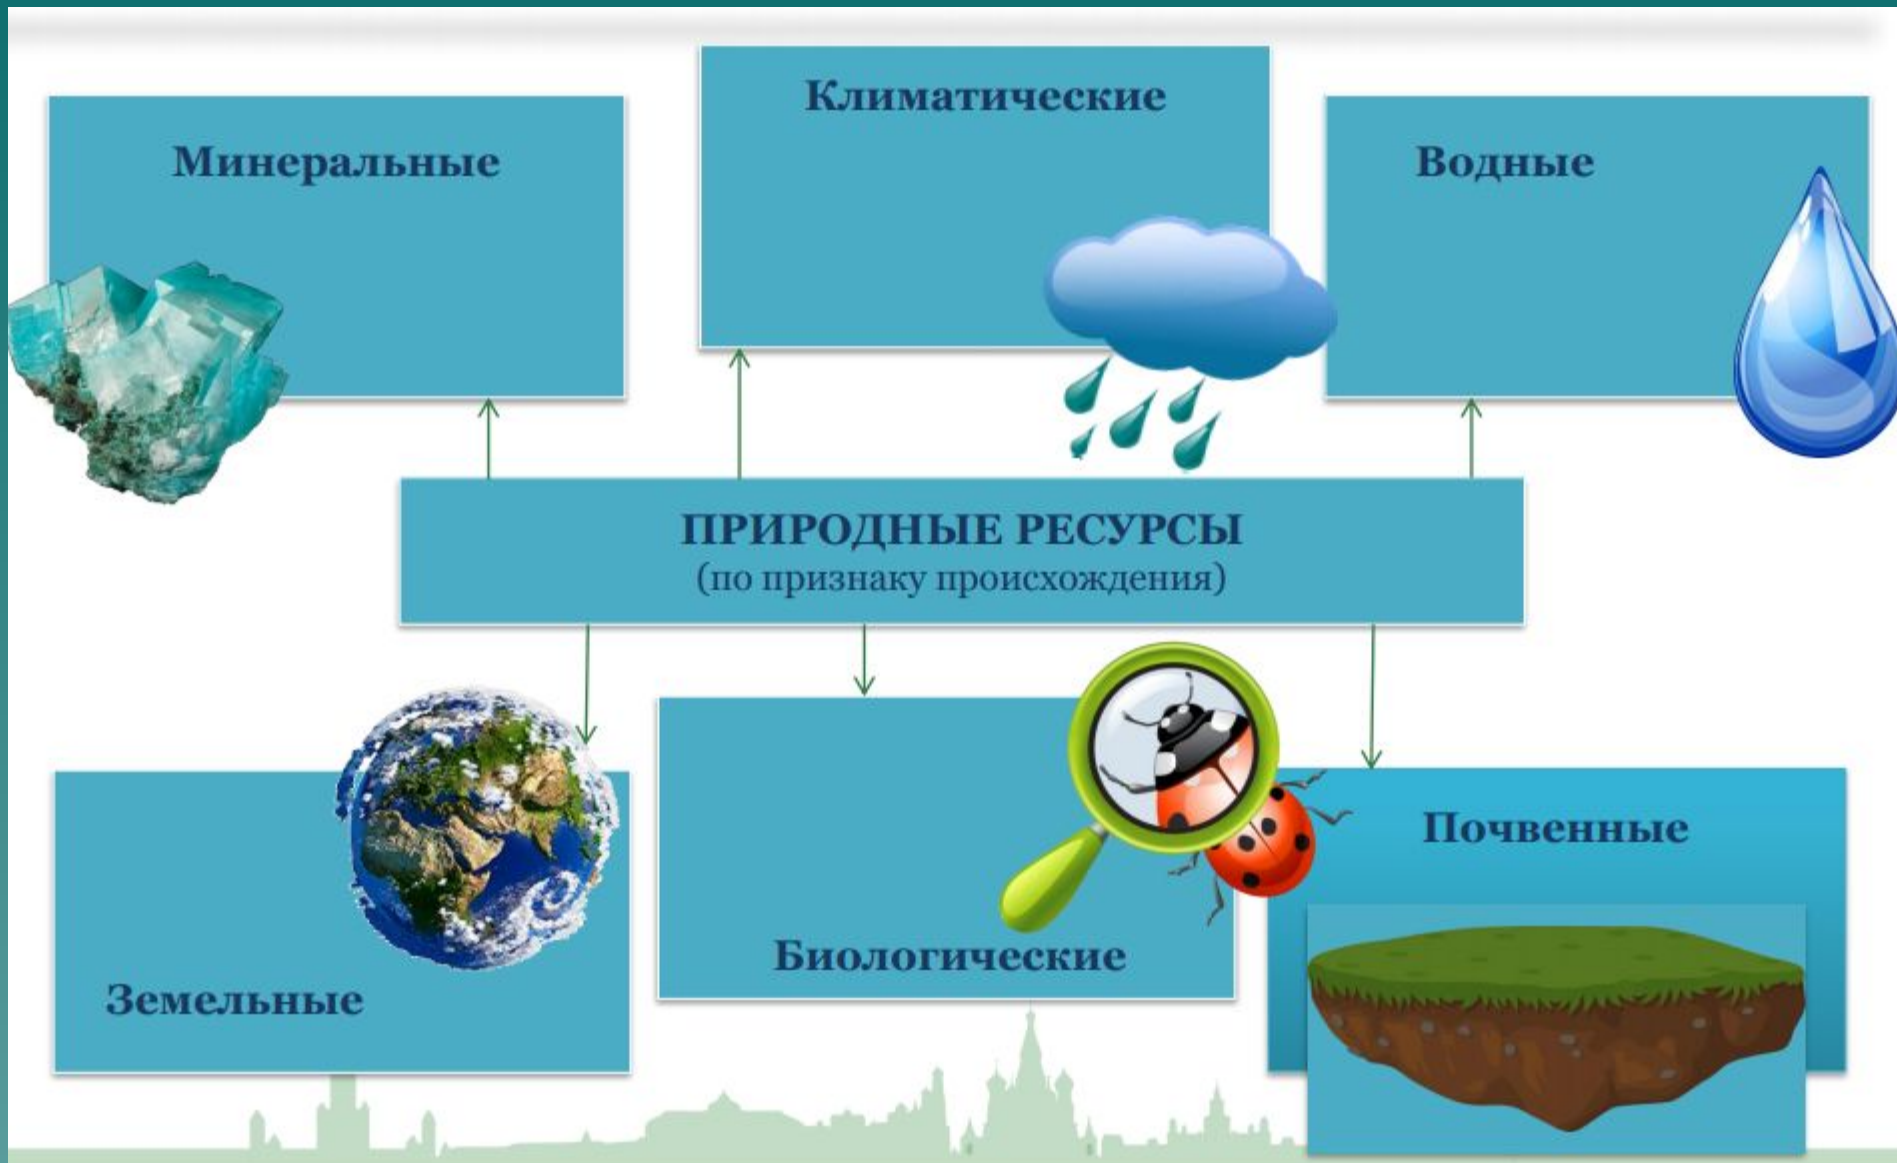 Климатические
Минеральные
Водные
ПРИРОДНЫЕ РЕСУРСЫ
(по признаку происхождения)
Почвенные
Биологические
Земельные